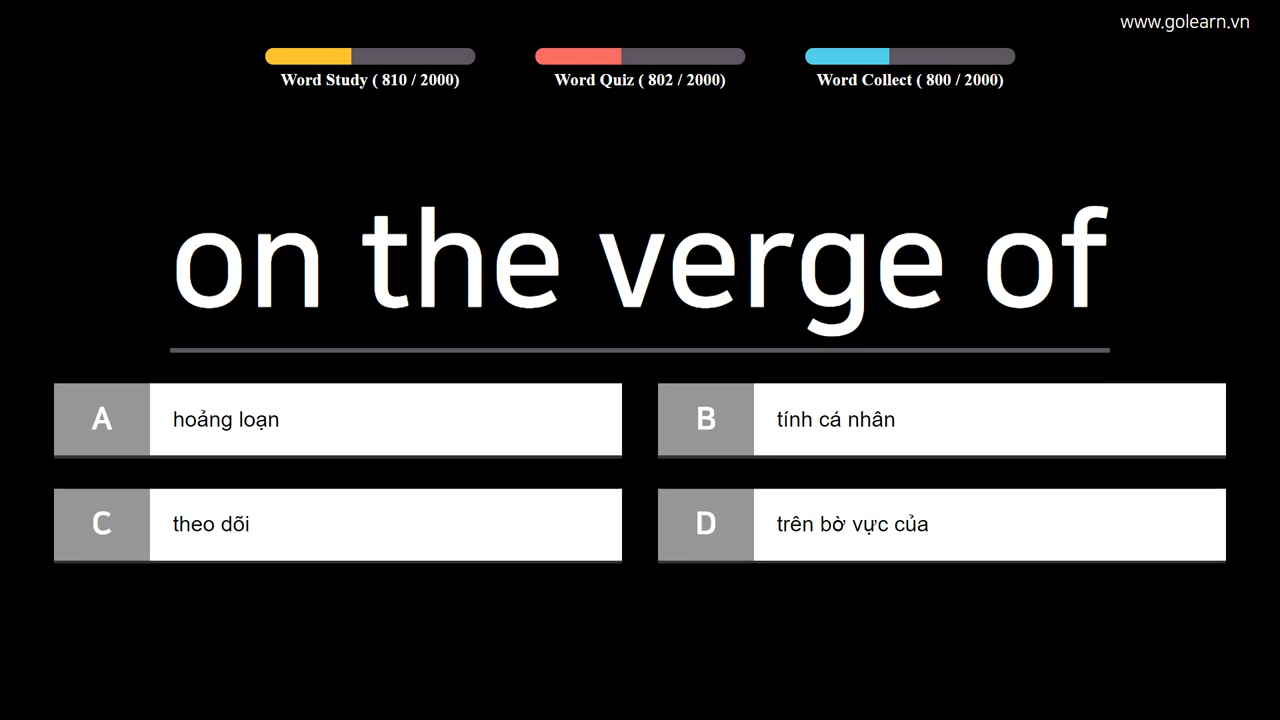 www.golearn.vn
Word Study ( 810 / 2000)
Word Quiz ( 802 / 2000)
Word Collect ( 800 / 2000)
on the verge of
A hoảng loạn
B tính cá nhân
C theo dõi
D trên bờ vực của